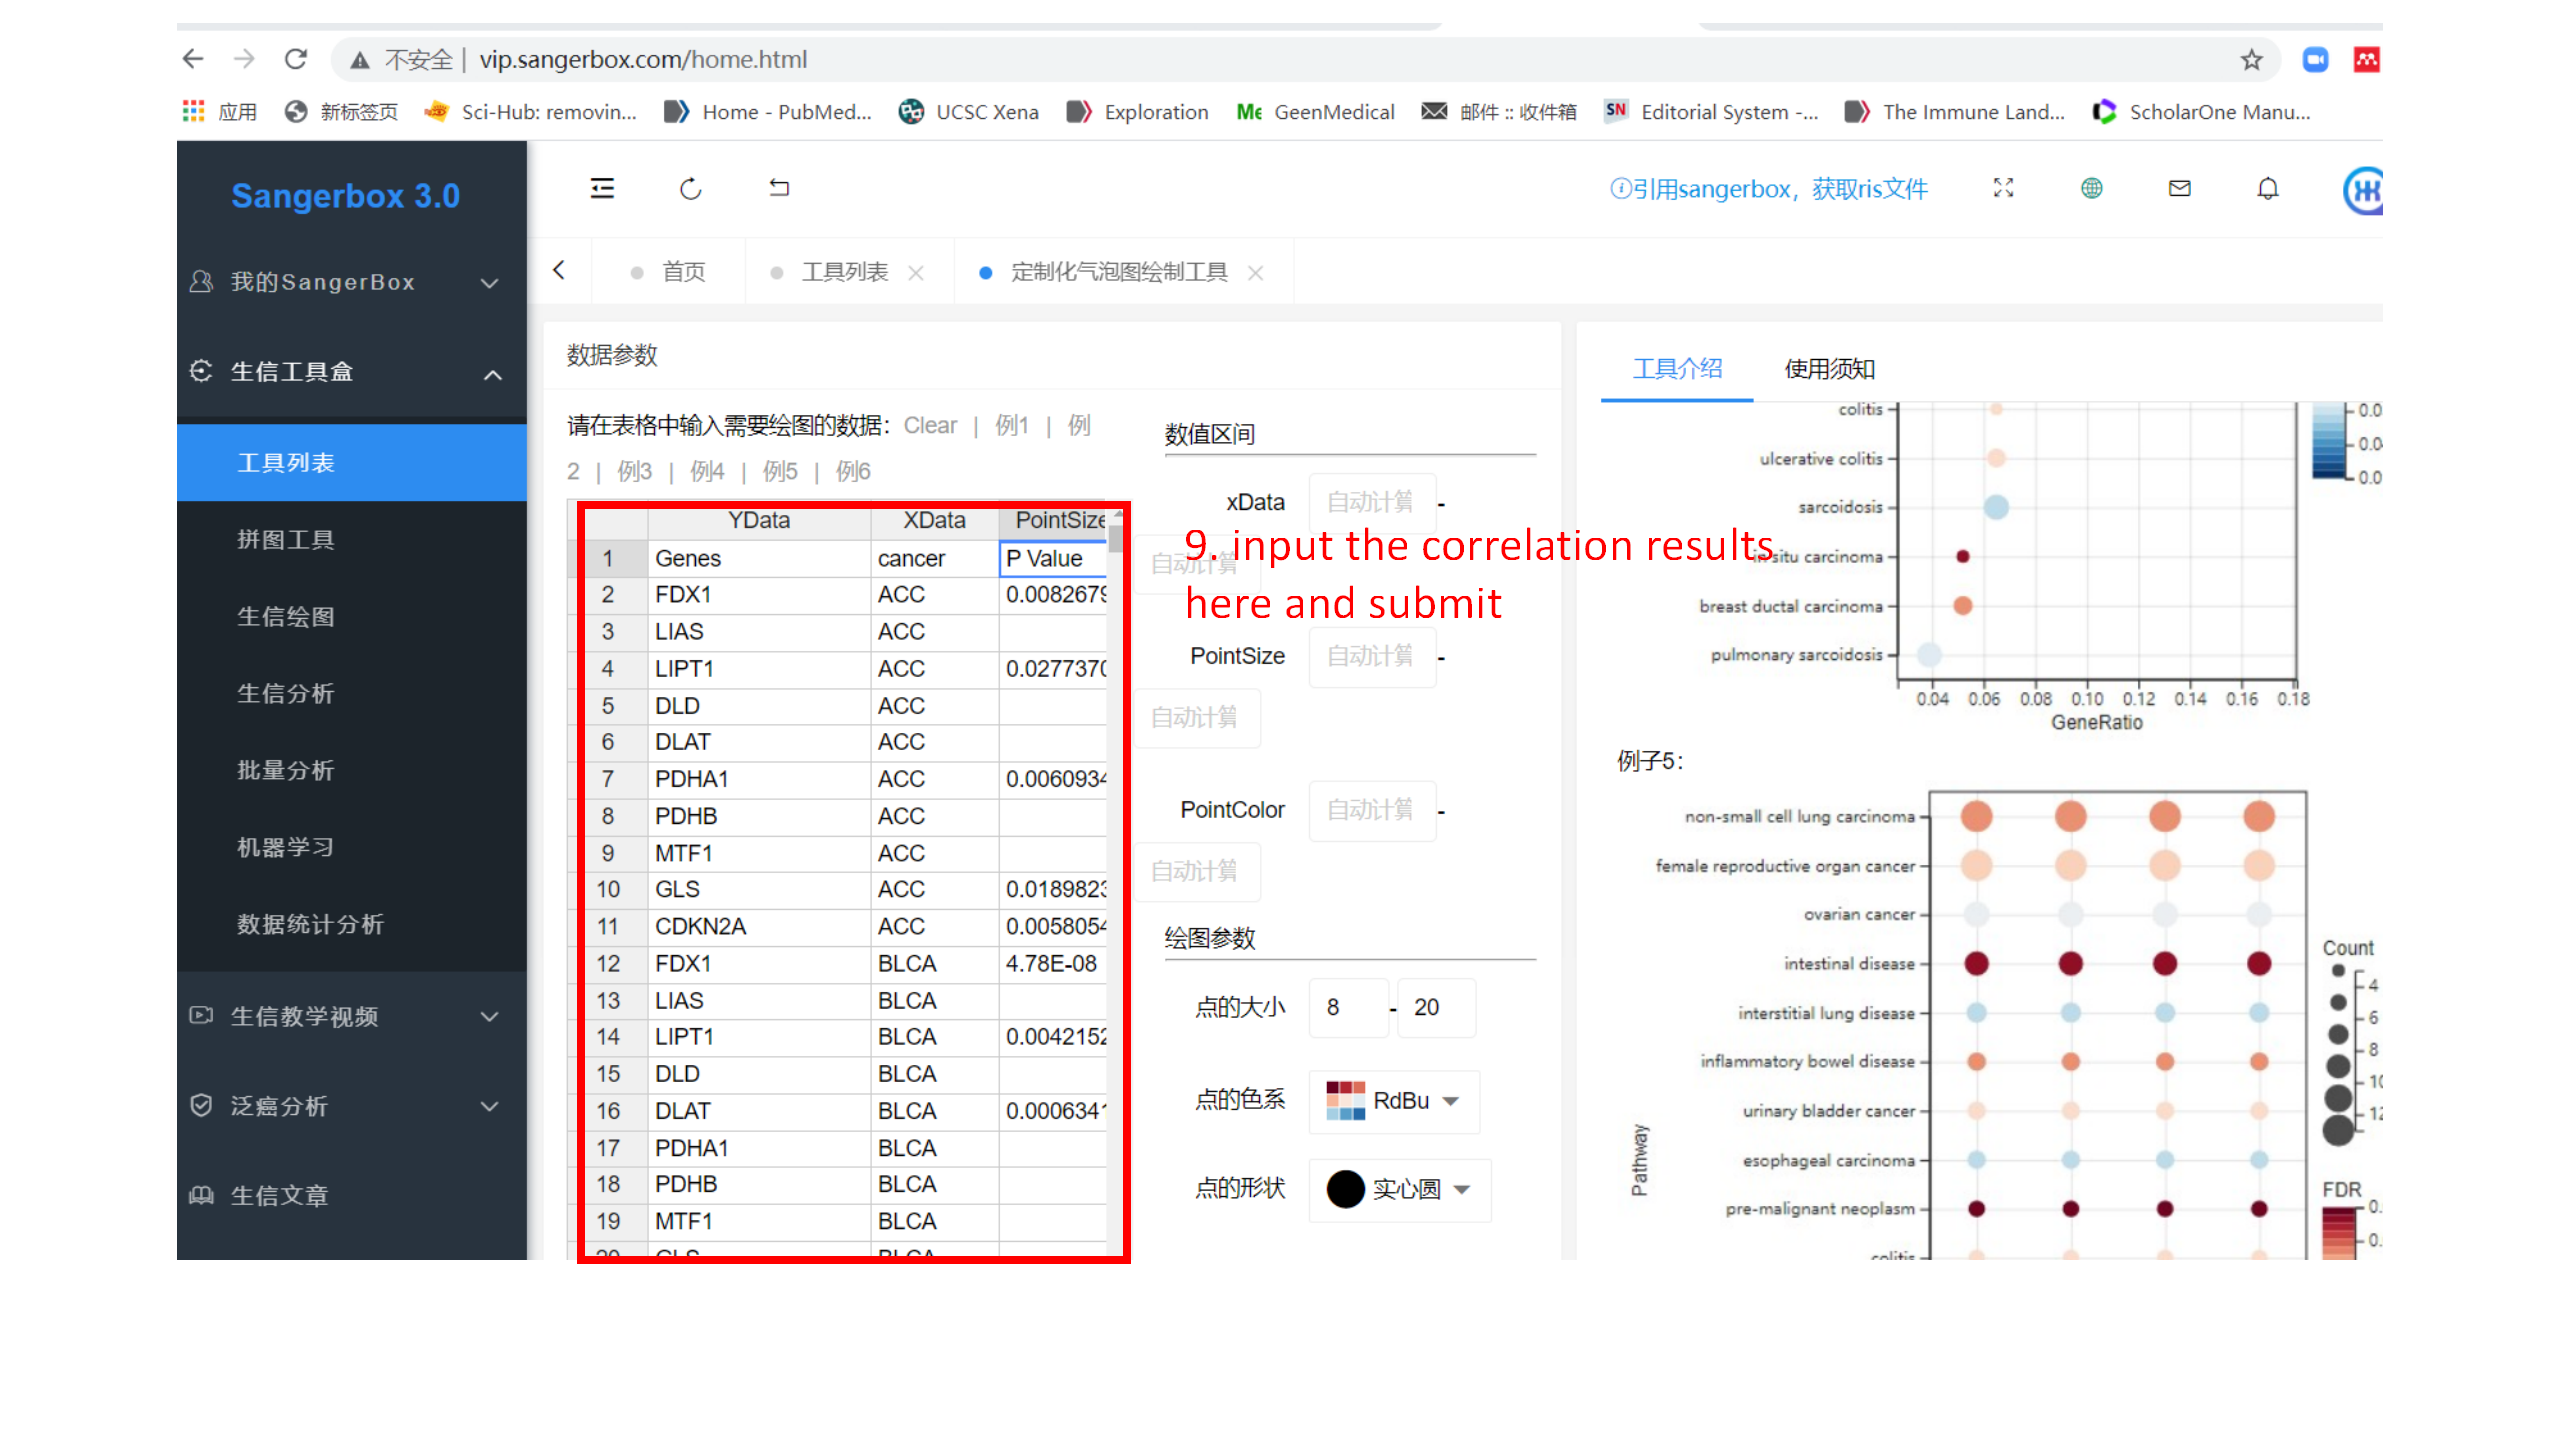 不安全 | vip.sangerbox.com/home.html
应用 新标签页 Sci-Hub: removin... Home - PubMed... UCSC Xena Exploration GeenMedical 邮件 :: 收件箱 SN Editorial System -... The Immune Land... ScholarOne Manu...
Sangerbox 3.0
引用sangerbox，获取ris文件
首页 工具列表 定制化气泡图绘制工具
我的SangerBox
生信工具盒
工具列表
拼图工具
生信绘图
生信分析
批量分析
机器学习
数据统计分析
生信教学视频
泛癌分析
生信文章
数据参数
请在表格中输入需要绘图的数据：Clear | 例1 | 例
2 | 例3 | 例4 | 例5 | 例6
YData XData PointSize
1 Genes cancer P Value
2 FDX1 ACC 0.0082679
3 LIAS ACC
4 LIPT1 ACC 0.0277370
5 DLD ACC
6 DLAT ACC
7 PDHA1 ACC 0.0060934
8 PDHB ACC
9 MTF1 ACC
10 GLS ACC 0.0189823
11 CDKN2A ACC 0.0058054
12 FDX1 BLCA 4.78E-08
13 LIAS BLCA
14 LIPT1 BLCA 0.0042152
15 DLD BLCA
16 DLAT BLCA 0.0006341
17 PDHA1 BLCA
18 PDHB BLCA
19 MTF1 BLCA
20 GLS BLCA
数值区间
xData 自动计算 -
自动计算
9. input the correlation results
here and submit
PointSize 自动计算 -
自动计算
PointColor 自动计算 -
自动计算
绘图参数
点的大小 8 - 20
点的色系 RdBu
点的形状 实心圆
工具介绍 使用须知
colitis
ulcerative colitis
sarcoidosis
in situ carcinoma
breast ductal carcinoma
pulmonary sarcoidosis
0.04 0.06 0.08 0.10 0.12 0.14 0.16 0.18
GeneRatio
例子5：
non-small cell lung carcinoma
female reproductive organ cancer
ovarian cancer
intestinal disease
interstitial lung disease
inflammatory bowel disease
urinary bladder cancer
esophageal carcinoma
pre-malignant neoplasm
colitis
Pathway
Count
4
6
8
10
12
FDR